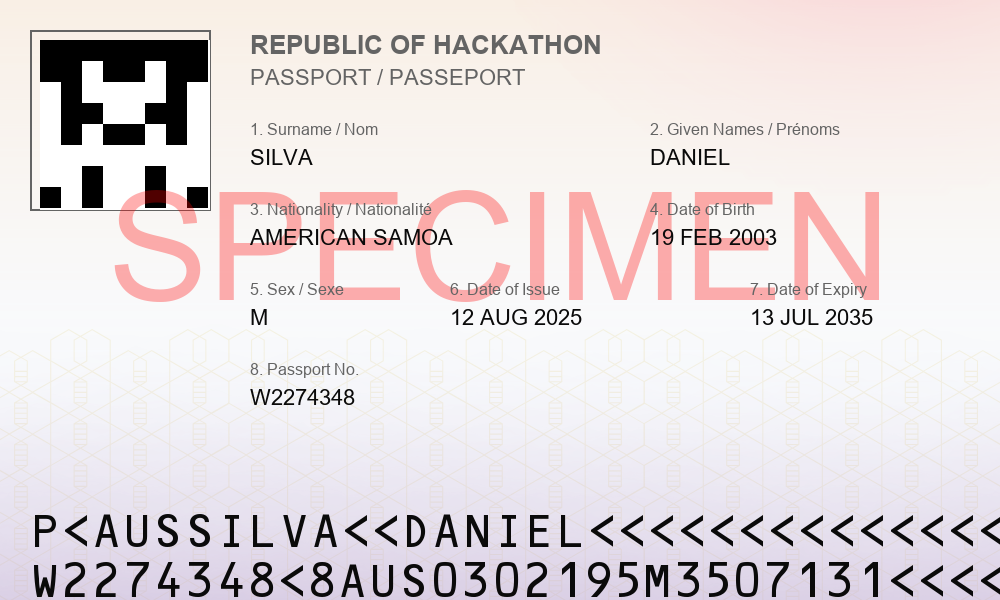 REPUBLIC OF HACKATHON
PASSPORT / PASSEPORT
1. Surname / Nom
2. Given Names / Prénoms
SILVA
DANIEL
SPECIMEN
3. Nationality / Nationalité
4. Date of Birth
AMERICAN SAMOA
19 FEB 2003
5. Sex / Sexe
6. Date of Issue
7. Date of Expiry
M
12 AUG 2025
13 JUL 2035
8. Passport No.
W2274348
P<AUSSILVA<<DANIEL<<<<<<<<<<<<<<
W2274348<8AUS0302195M3507131<<<<